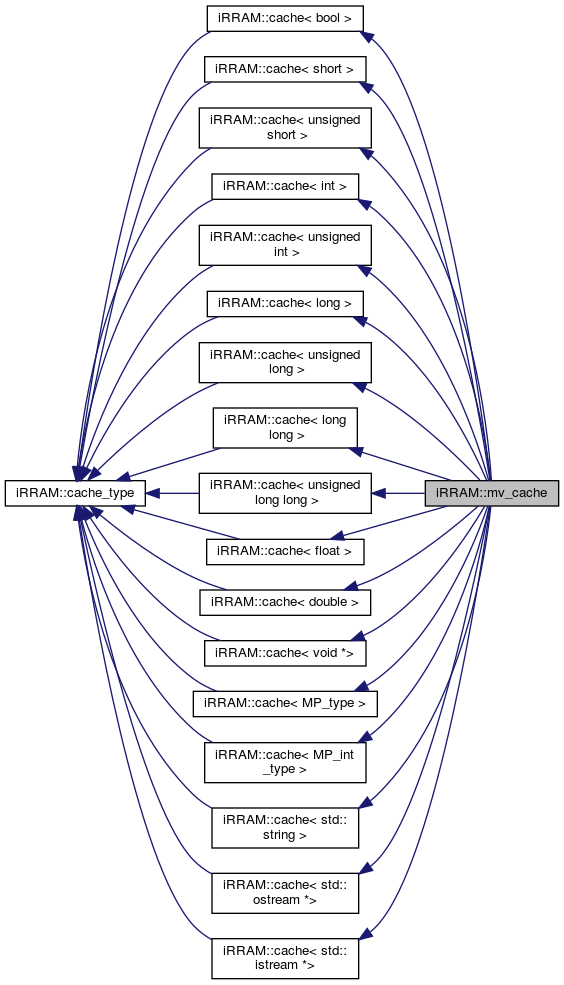 iRRAM::cache< bool >
iRRAM::cache< short >
iRRAM::cache< unsigned
short >
iRRAM::cache< int >
iRRAM::cache< unsigned
int >
iRRAM::cache< long >
iRRAM::cache< unsigned
long >
iRRAM::cache< long
long >
iRRAM::cache_type
iRRAM::cache< unsigned
long long >
iRRAM::mv_cache
iRRAM::cache< float >
iRRAM::cache< double >
iRRAM::cache< void *>
iRRAM::cache< MP_type >
iRRAM::cache< MP_int
_type >
iRRAM::cache< std::
string >
iRRAM::cache< std::
ostream *>
iRRAM::cache< std::
istream *>